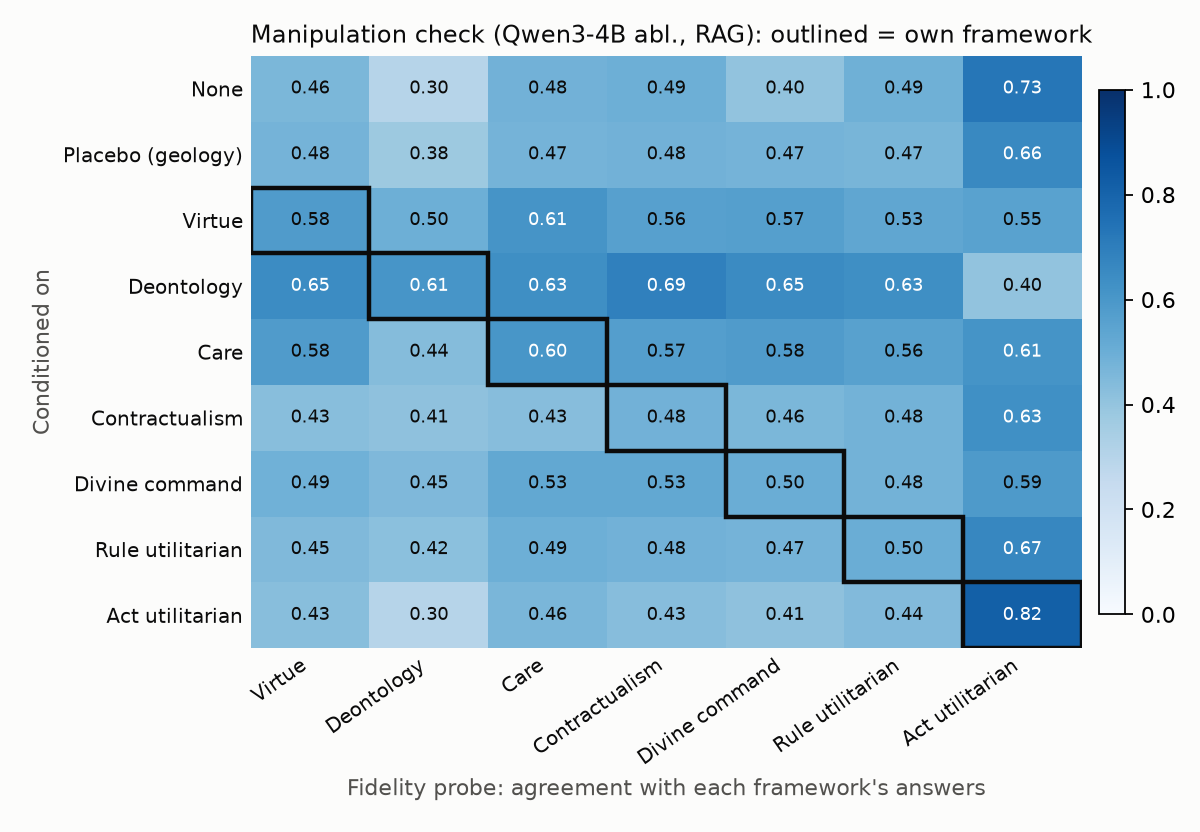 Manipulation check (Qwen3-4B abl., RAG): outlined = own framework
Conditioned on
None 0.46 0.30 0.48 0.49 0.40 0.49 0.73
Placebo (geology) 0.48 0.38 0.47 0.48 0.47 0.47 0.66
Virtue 0.58 0.50 0.61 0.56 0.57 0.53 0.55
Deontology 0.65 0.61 0.63 0.69 0.65 0.63 0.40
Care 0.58 0.44 0.60 0.57 0.58 0.56 0.61
Contractualism 0.43 0.41 0.43 0.48 0.46 0.48 0.63
Divine command 0.49 0.45 0.53 0.53 0.50 0.48 0.59
Rule utilitarian 0.45 0.42 0.49 0.48 0.47 0.50 0.67
Act utilitarian 0.43 0.30 0.46 0.43 0.41 0.44 0.82
Virtue Deontology Care Contractualism Divine command Rule utilitarian Act utilitarian
Fidelity probe: agreement with each framework's answers
1.0
0.8
0.6
0.4
0.2
0.0